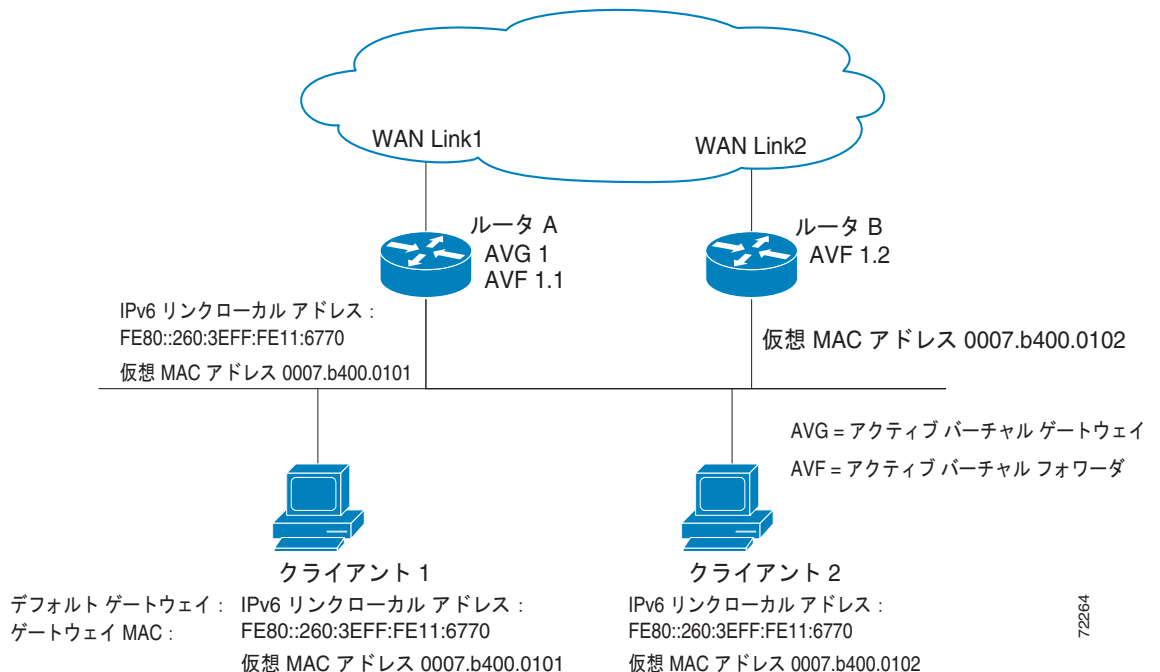 WAN Link1
WAN Link2
ルータ A
AVG 1
AVF 1.1
ルータ B
AVF 1.2
IPv6 リンクローカル アドレス：
FE80::260:3EFF:FE11:6770
仮想 MAC アドレス 0007.b400.0101
仮想 MAC アドレス 0007.b400.0102
AVG = アクティブ バーチャル ゲートウェイ
AVF = アクティブ バーチャル フォワーダ
クライアント 1
クライアント 2
デフォルト ゲートウェイ：
ゲートウェイ MAC：
IPv6 リンクローカル アドレス：
FE80::260:3EFF:FE11:6770
仮想 MAC アドレス 0007.b400.0101
IPv6 リンクローカル アドレス：
FE80::260:3EFF:FE11:6770
仮想 MAC アドレス 0007.b400.0102
72264